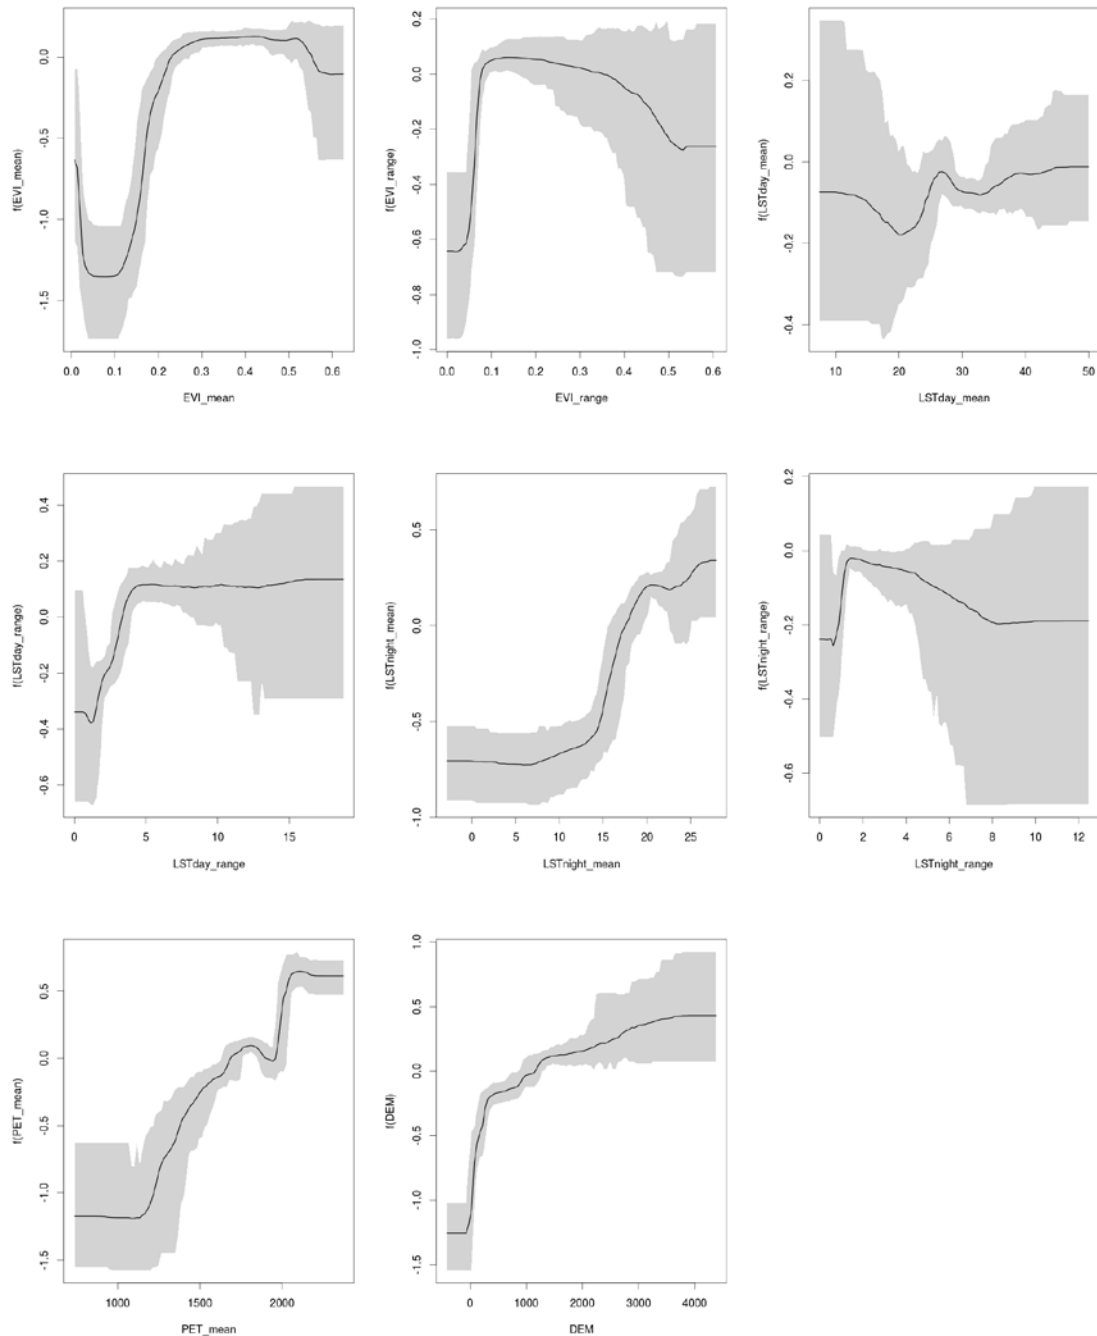 f(EVI_mean)
0.0
-0.5
-1.0
-1.5
0.0 0.1 0.2 0.3 0.4 0.5 0.6
EVI_mean
f(EVI_range)
0.2
0.0
-0.2
-0.4
-0.6
-0.8
-1.0
0.0 0.1 0.2 0.3 0.4 0.5 0.6
EVI_range
f(LSTday_mean)
0.2
0.0
-0.2
-0.4
10 20 30 40 50
LSTday_mean
f(LSTday_range)
0.4
0.2
0.0
-0.2
-0.4
-0.6
0 5 10 15
LSTday_range
f(LSTnight_mean)
0.5
0.0
-0.5
-1.0
0 5 10 15 20 25
LSTnight_mean
f(LSTnight_range)
0.2
0.0
-0.2
-0.4
-0.6
0 2 4 6 8 10 12
LSTnight_range
f(PET_mean)
0.5
0.0
-0.5
-1.0
-1.5
1000 1500 2000
PET_mean
f(DEM)
1.0
0.5
0.0
-0.5
-1.0
-1.5
0 1000 2000 3000 4000
DEM